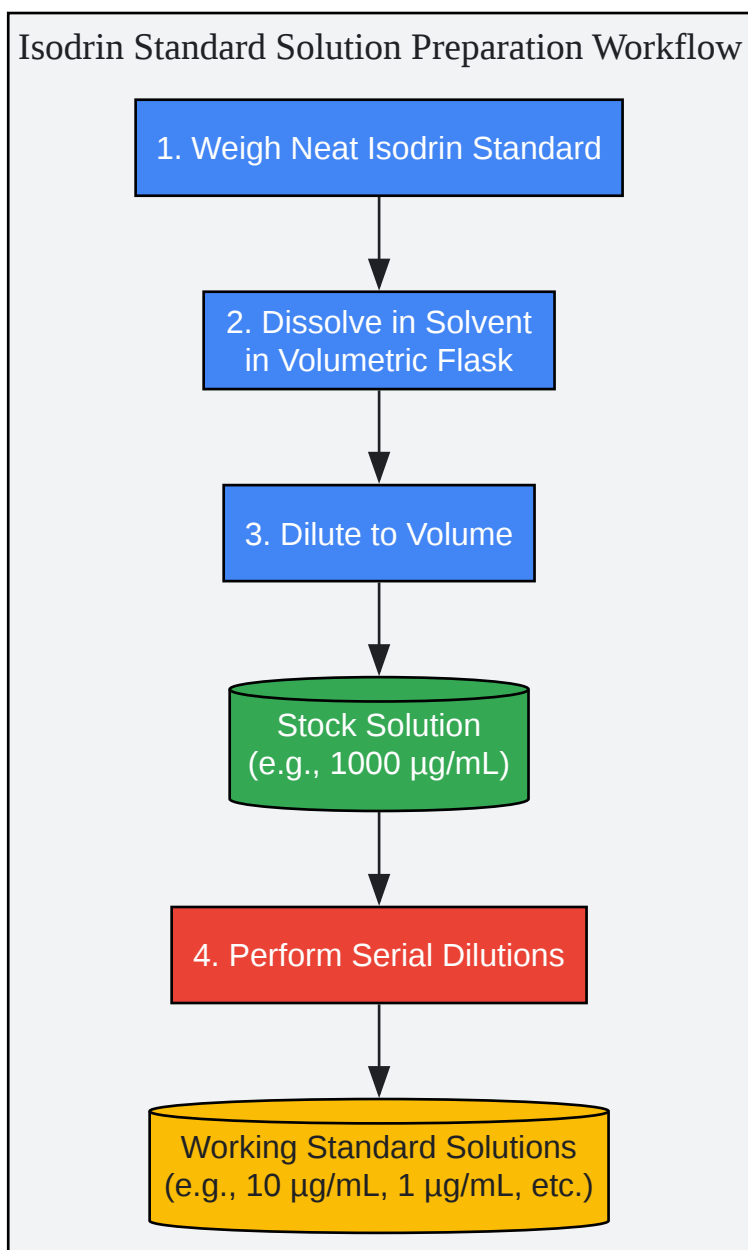 Isodrin Standard Solution Preparation Workflow
1. Weigh Neat Isodrin Standard
2. Dissolve in Solvent
in Volumetric Flask
3. Dilute to Volume
Stock Solution
(e.g., 1000 µg/mL)
4. Perform Serial Dilutions
Working Standard Solutions
(e.g., 10 µg/mL, 1 µg/mL, etc.)